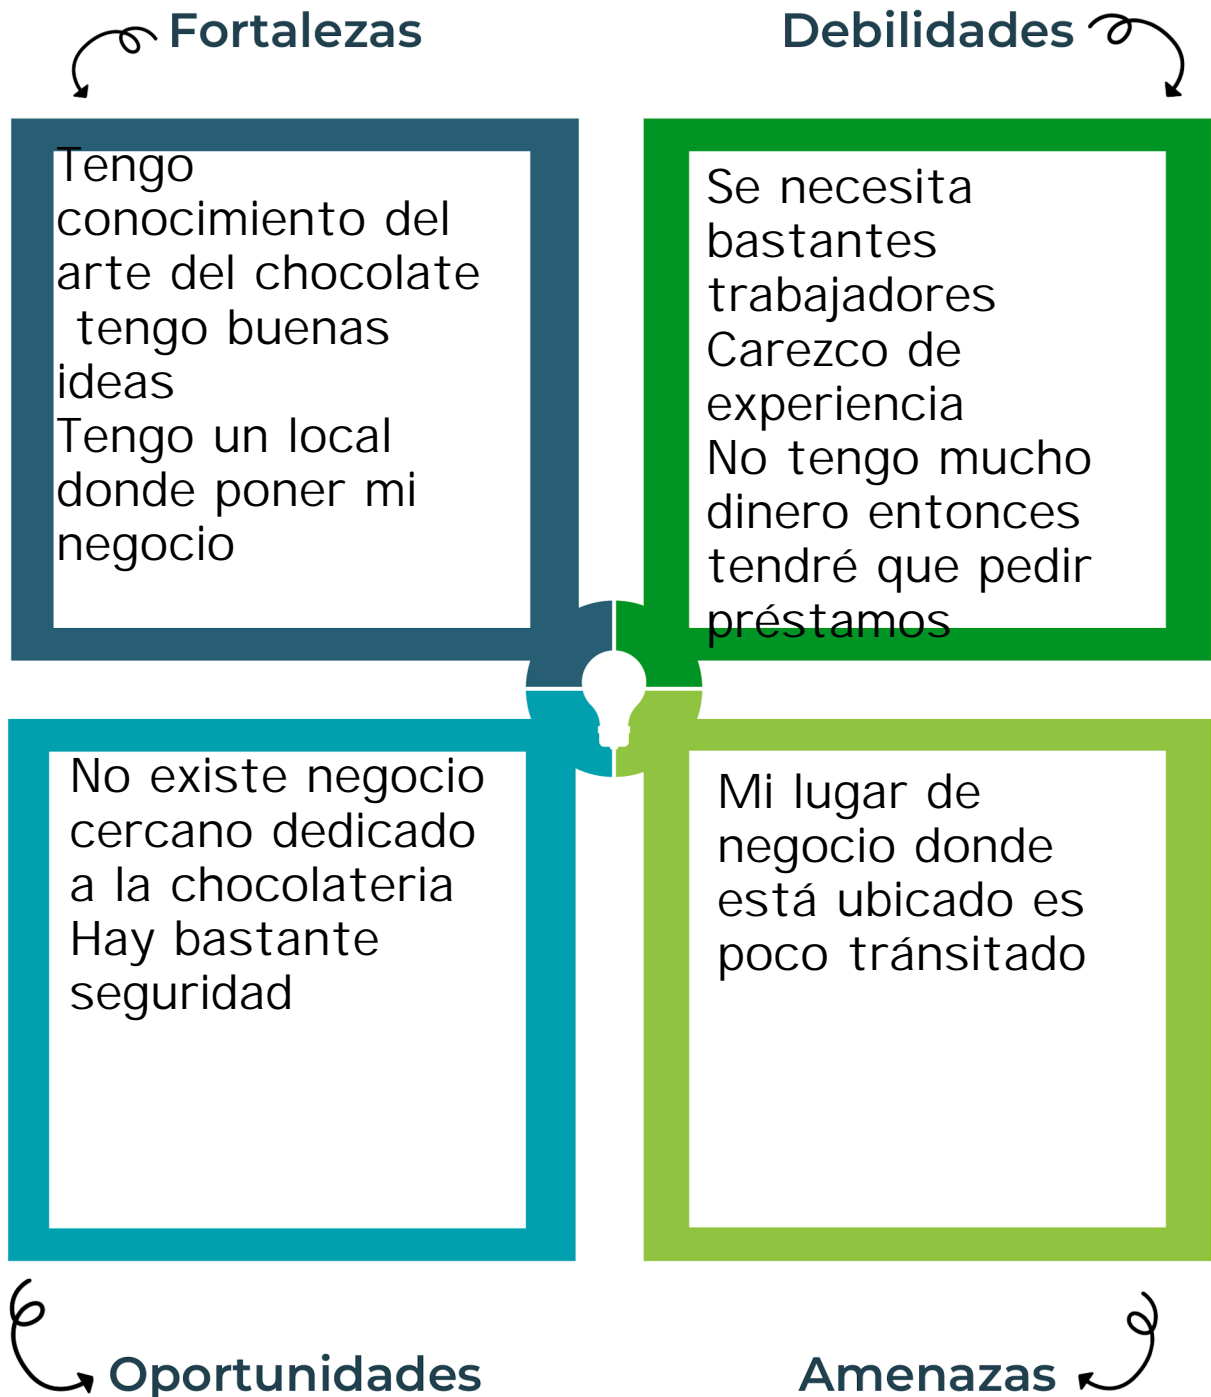 Fortalezas
Tengo
conocimiento del
arte del chocolate
tengo buenas
ideas
Tengo un local
donde poner mi
negocio
Debilidades
Se necesita
bastantes
trabajadores
Carezco de
experiencia
No tengo mucho
dinero entonces
tendré que pedir
préstamos
No existe negocio
cercano dedicado
a la chocolateria
Hay bastante
seguridad
Oportunidades
Mi lugar de
negocio donde
está ubicado es
poco tránsitado
Amenazas